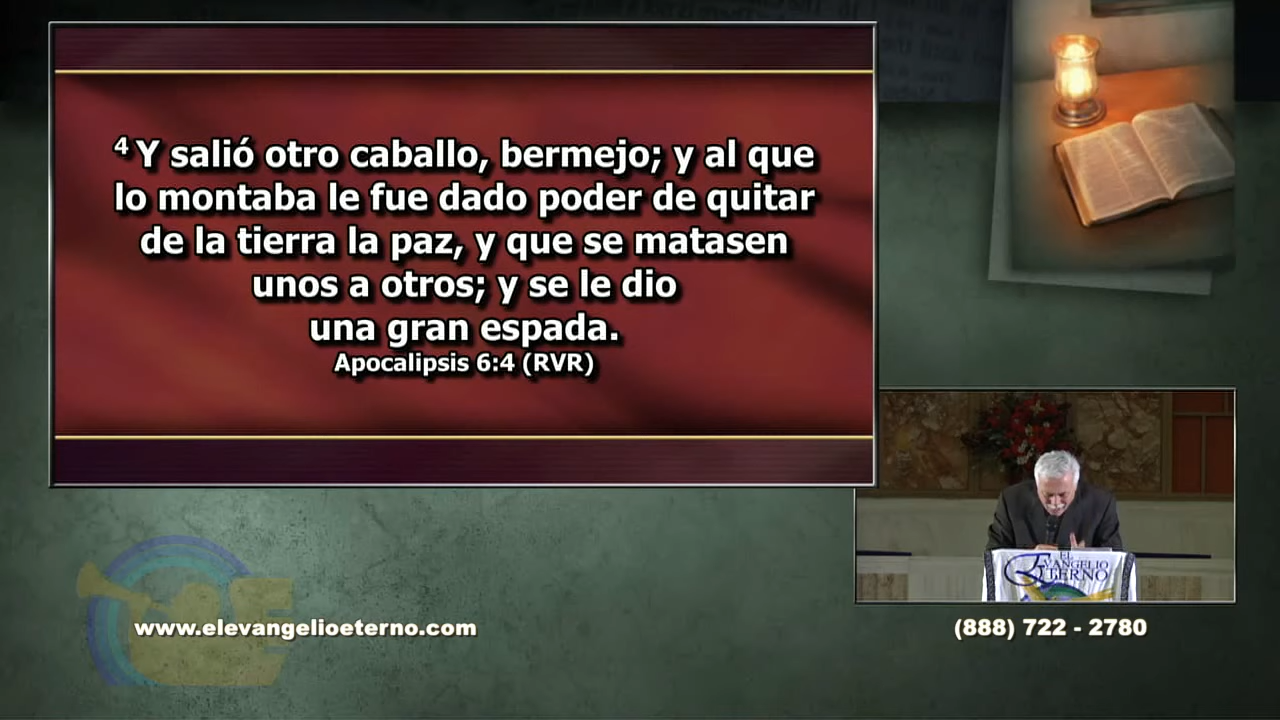 4 Y salió otro caballo, bermejo; y al que
lo montaba le fue dado poder de quitar
de la tierra la paz, y que se matasen
unos a otros; y se le dio
una gran espada.
Apocalipsis 6:4 (RVR)
EL
EVANGELIO
ETERNO
www.elevangelioeterno.com
(888) 722 - 2780